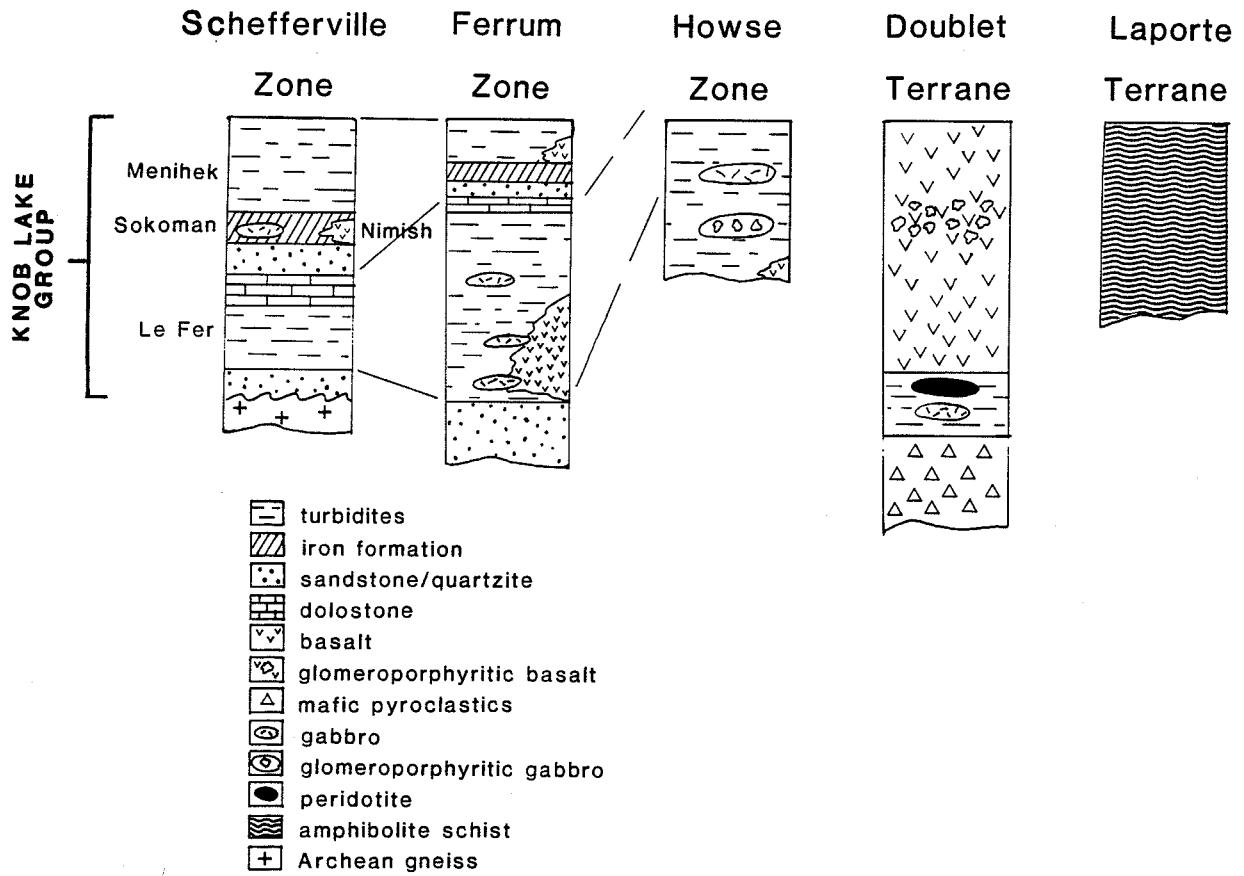 Schefferville Ferrum Howse Doublet Laporte
Zone Zone Zone Terrane Terrane
KNOB LAKE
GROUP
Menihek
Sokoman
Nimish
Le Fer
turbidites
iron formation
sandstone/quartzite
dolostone
basalt
glomeroporphyritic basalt
mafic pyroclastics
gabbro
glomeroporphyritic gabbro
peridotite
amphibolite schist
Archean gneiss